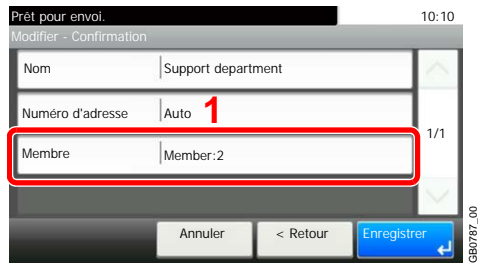 Prêt pour envoi. 10:10
Modifier - Confirmation
Nom Support department
Numéro d'adresse Auto 1
1/1
Membre Member:2
Annuler < Retour Enregistrer
GB0787_00